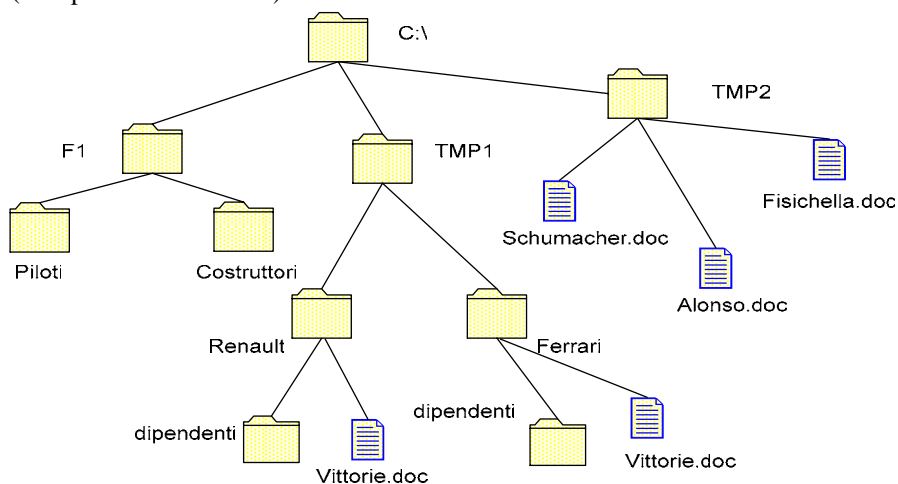 C:\
TMP2
F1
TMP1
Fisichella.doc
Schumacher.doc
Piloti
Costruttori
Alonso.doc
Renault
Ferrari
dipendenti
dipendenti
Vittorie.doc
Vittorie.doc